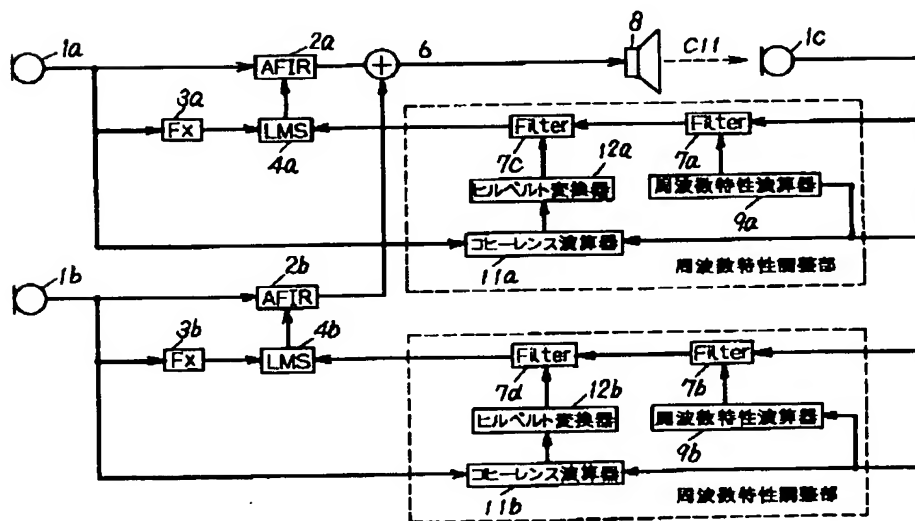 1a
2a
AFIR
+
6
8
C11
1c
3a
Fx
LMS
4a
Filter
7c
12a
Filter
7a
ヒルベルト変換器
周波数特性演算器
9a
コヒーレンス演算器
11a
周波数特性調整部
1b
2b
AFIR
3b
Fx
LMS
4b
Filter
7d
12b
Filter
7b
ヒルベルト変換器
周波数特性演算器
9b
コヒーレンス演算器
11b
周波数特性調整部